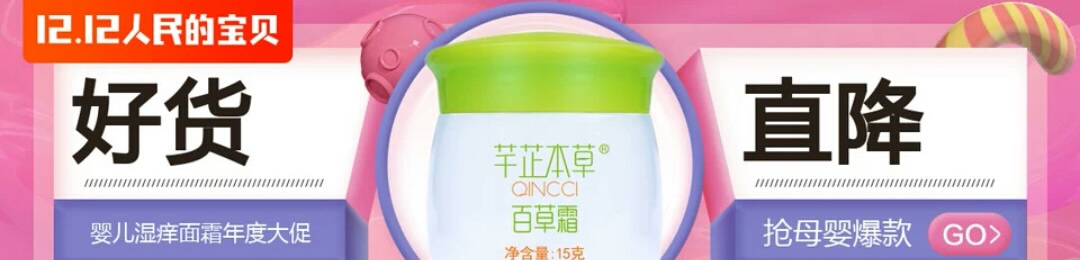 12.12人民的宝贝
好货
婴儿湿痒面霜年度大促
芊芷本草®
QINCCI
百草霜
净含量:15克
直降
抢母婴爆款 GO>